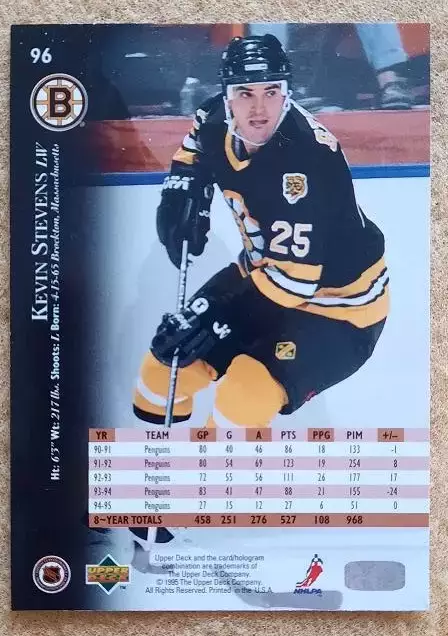 96
B
KEVIN STEVENS LW
Ht: 6'3" Wt: 217 lbs. Shoots: L Born: 4-15-65 Brockton, Massachusetts
25
YR TEAM GP G A PTS PPG PIM +/–
90-91 Penguins 80 40 46 86 18 133 -1
91-92 Penguins 80 54 69 123 19 254 8
92-93 Penguins 72 55 56 111 26 177 17
93-94 Penguins 83 41 47 88 21 155 -24
94-95 Penguins 27 15 12 27 6 51 0
8-YEAR TOTALS 458 251 276 527 108 968
Upper Deck and the card/hologram
combination are trademarks of
The Upper Deck Company.
© 1995 The Upper Deck Company.
All Rights Reserved. Printed in the U.S.A.
UPPER DECK
NHLPA